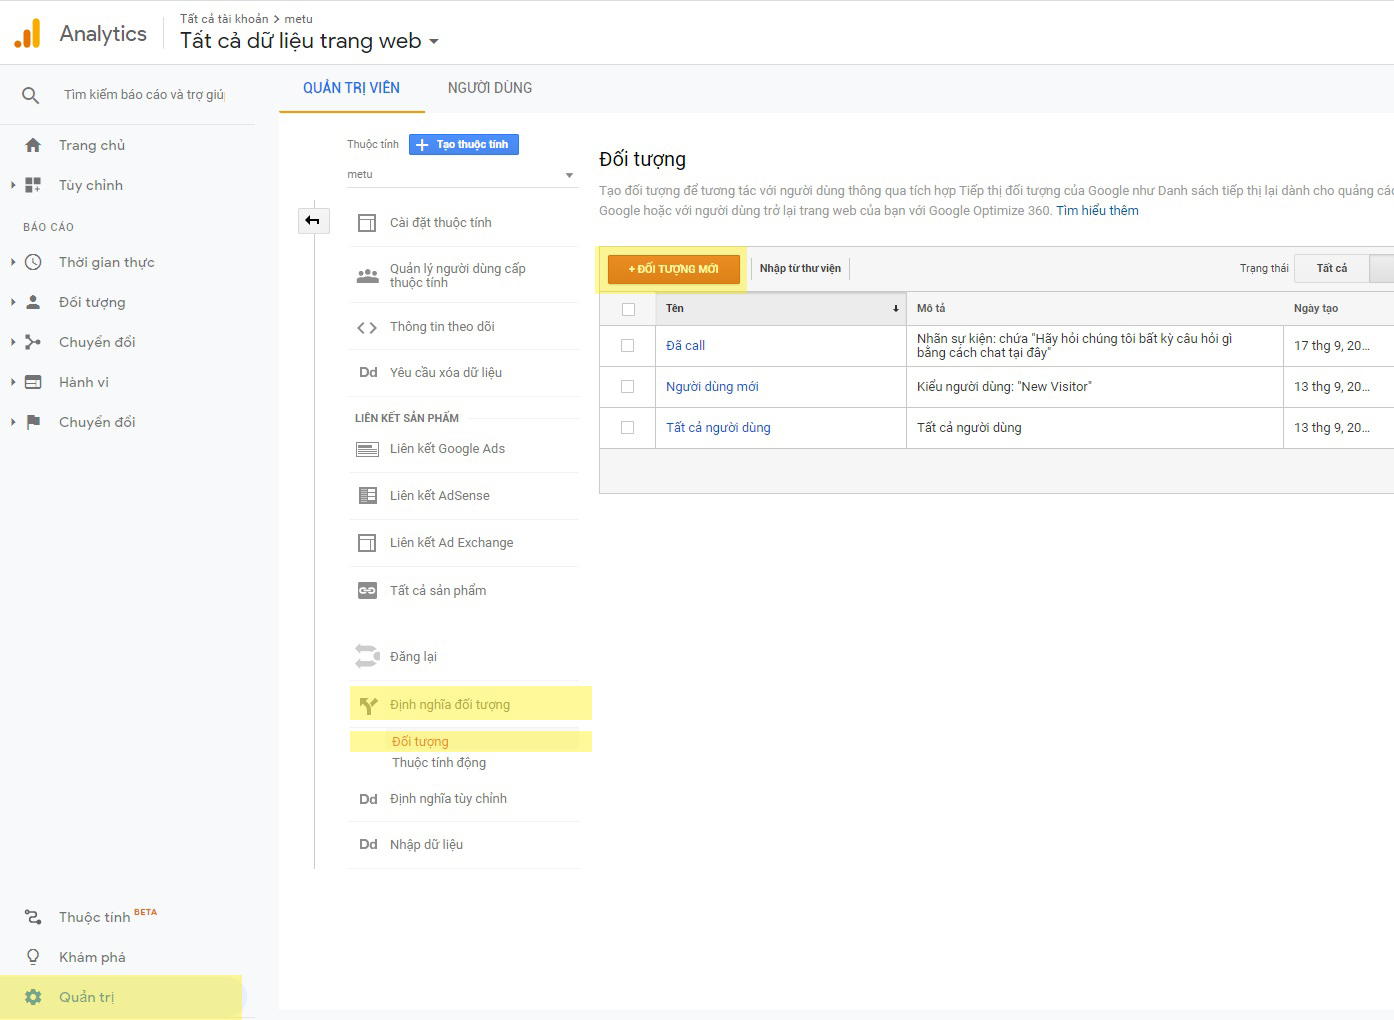 Analytics
Tất cả tài khoản > metu
Tất cả dữ liệu trang web
Tìm kiếm báo cáo và trợ giú
Trang chủ
Tùy chỉnh
BÁO CÁO
Thời gian thực
Đối tượng
Chuyển đổi
Hành vi
Chuyển đổi
Thuộc tính BETA
Khám phá
Quản trị
QUẢN TRỊ VIÊN
NGƯỜI DÙNG
Thuộc tính
+ Tạo thuộc tính
metu
Cài đặt thuộc tính
Quản lý người dùng cấp
thuộc tính
Thông tin theo dõi
Dd Yêu cầu xóa dữ liệu
LIÊN KẾT SẢN PHẨM
Liên kết Google Ads
Liên kết AdSense
Liên kết Ad Exchange
Tất cả sản phẩm
Đăng lại
Định nghĩa đối tượng
Đối tượng
Thuộc tính động
Dd Định nghĩa tùy chỉnh
Dd Nhập dữ liệu
Đối tượng
Tạo đối tượng để tương tác với người dùng thông qua tích hợp Tiếp thị đối tượng của Google như Danh sách tiếp thị lại dành cho quảng các
Google hoặc với người dùng trở lại trang web của bạn với Google Optimize 360. Tìm hiểu thêm
+ ĐỐI TƯỢNG MỚI
Nhập từ thư viện
Trạng thái
Tất cả
Tên
Mô tả
Ngày tạo
Đã call
Nhãn sự kiện: chứa "Hãy hỏi chúng tôi bất kỳ câu hỏi gì
bằng cách chat tại đây"
17 thg 9, 20...
Người dùng mới
Kiểu người dùng: "New Visitor"
13 thg 9, 20...
Tất cả người dùng
Tất cả người dùng
13 thg 9, 20...